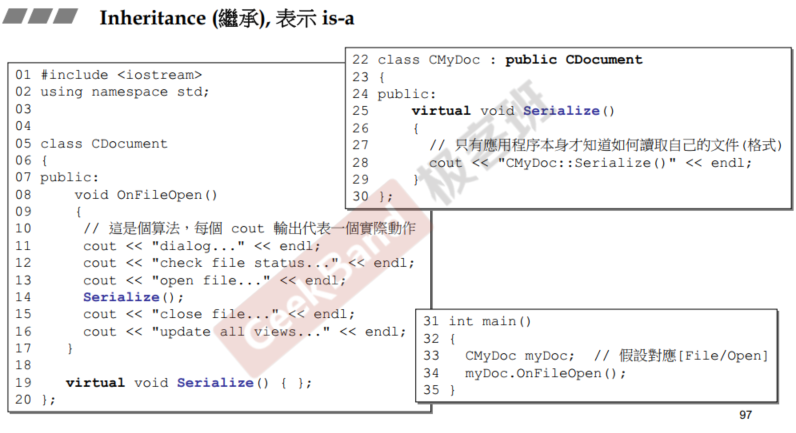 Inheritance (繼承), 表示 is-a
01 #include <iostream>
02 using namespace std;
03
04
05 class CDocument
06 {
07 public:
08     void OnFileOpen()
09     {
10      // 這是個算法，每個 cout 輸出代表一個實際動作
11      cout << "dialog..." << endl;
12      cout << "check file status..." << endl;
13      cout << "open file..." << endl;
14      Serialize();
15      cout << "close file..." << endl;
16      cout << "update all views..." << endl;
17    }
18
19    virtual void Serialize() { };
20 };
22 class CMyDoc : public CDocument
23 {
24 public:
25     virtual void Serialize()
26     {
27       // 只有應用程序本身才知道如何讀取自己的文件(格式)
28       cout << "CMyDoc::Serialize()" << endl;
29     }
30 };
31 int main()
32 {
33   CMyDoc myDoc;  // 假設對應[File/Open]
34   myDoc.OnFileOpen();
35 }
GeekBand 极客班
97